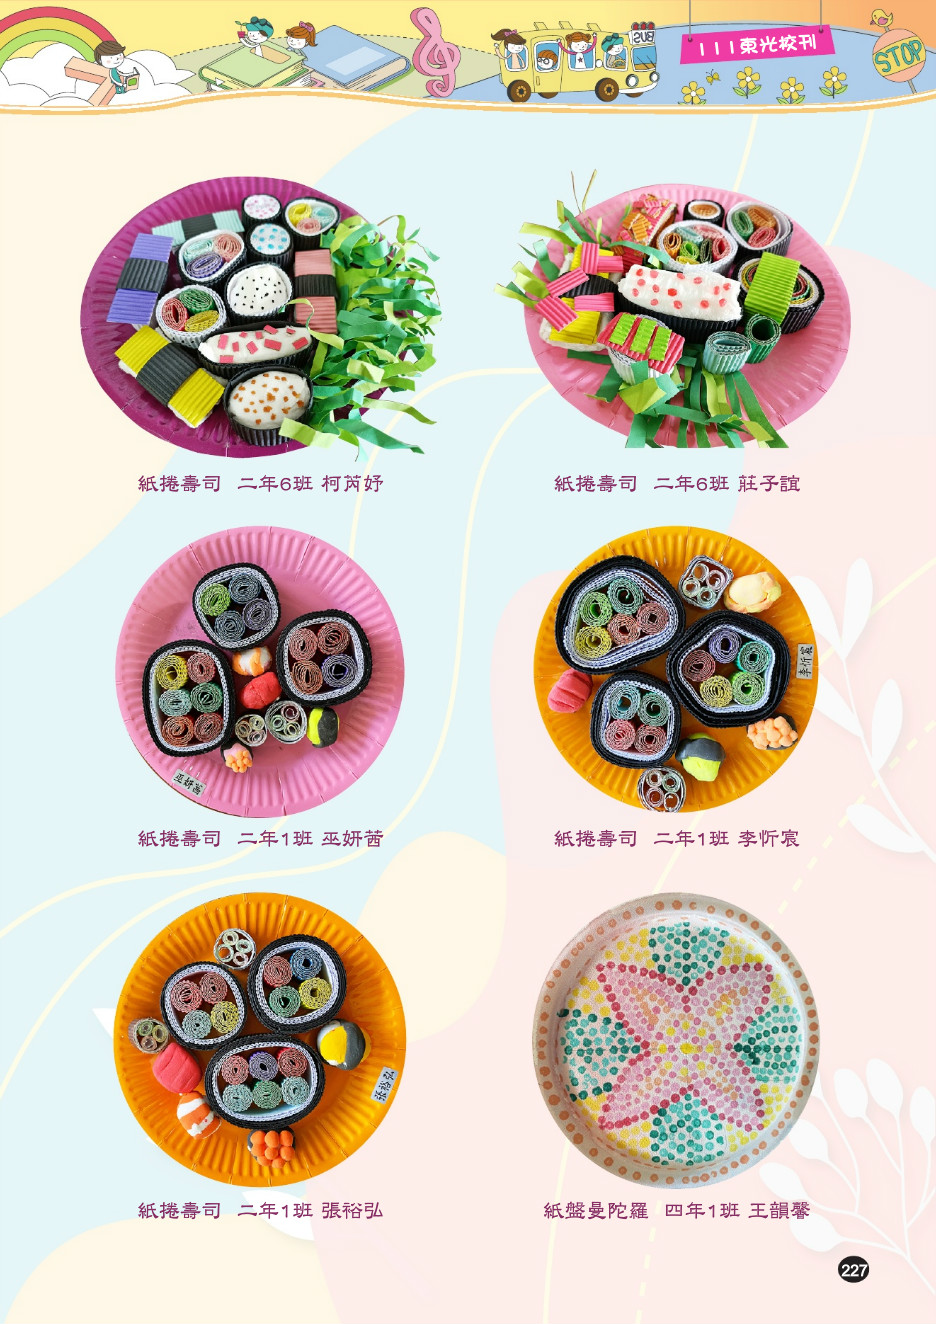 BUS
111東光校刊
STOP
紙捲壽司 二年6班 柯芮妤
紙捲壽司 二年6班 莊子誼
巫妍茜
李忻宸
紙捲壽司 二年1班 巫妍茜
紙捲壽司 二年1班 李忻宸
張裕弘
紙捲壽司 二年1班 張裕弘
紙盤曼陀羅 四年1班 王韻馨
227